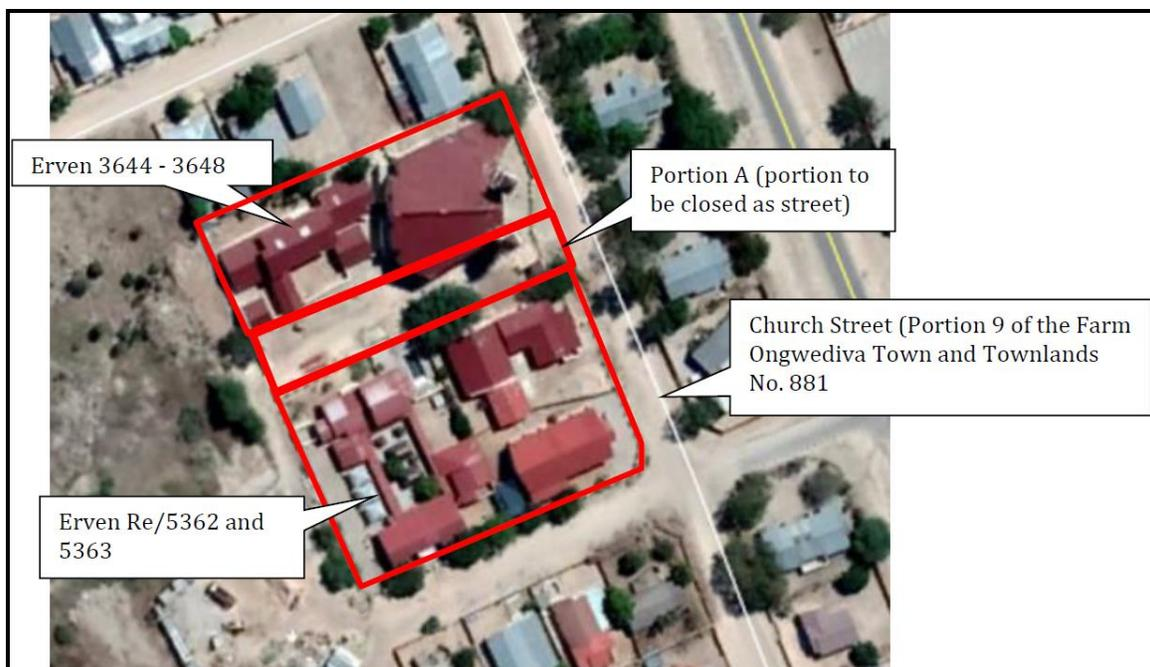 Erven 3644 - 3648
Portion A (portion to
be closed as street)
Church Street (Portion 9 of the Farm
Ongwediva Town and Townlands
No. 881
Erven Re/5362 and
5363